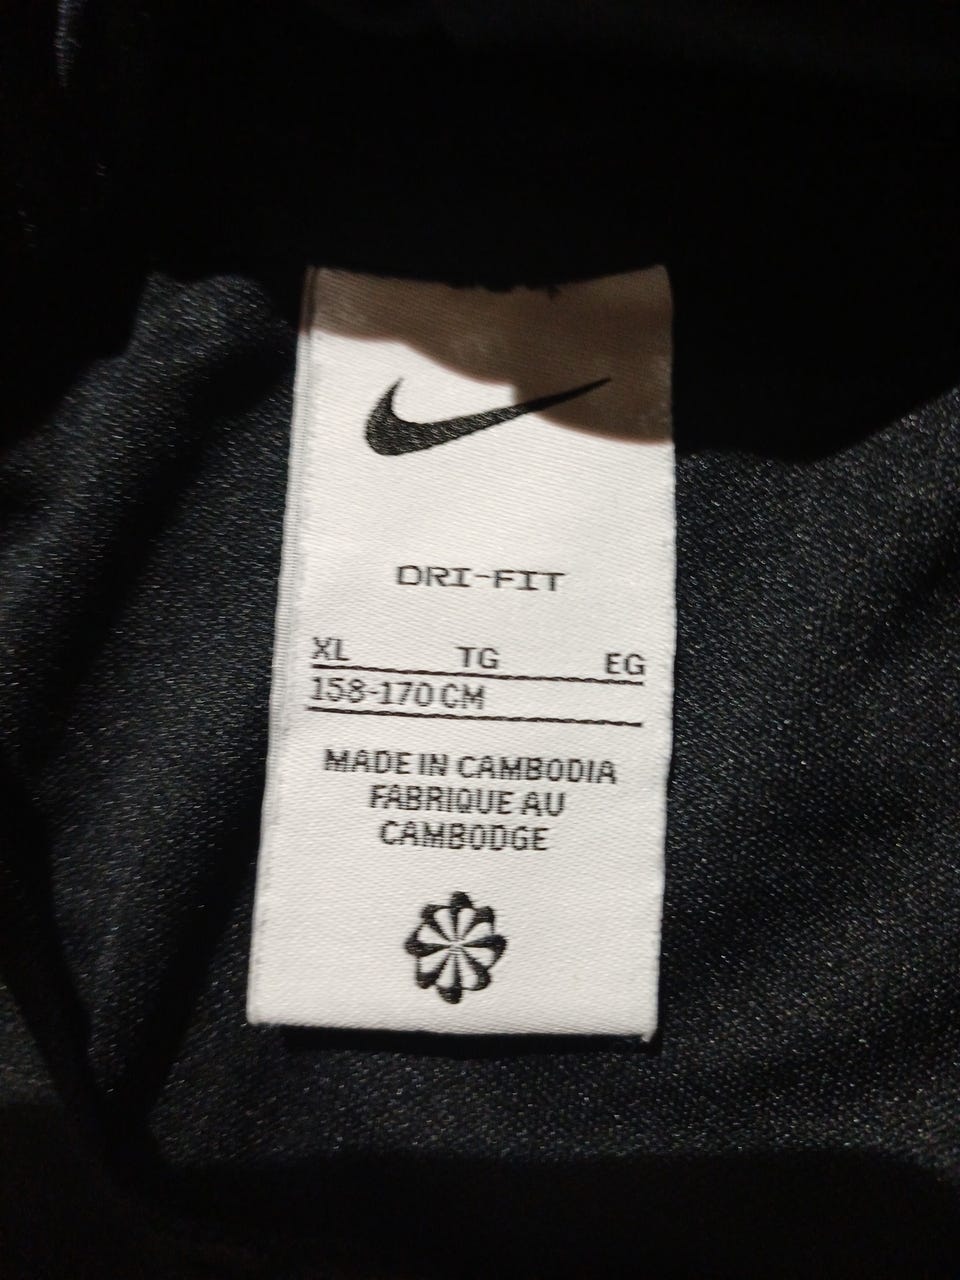 DRI-FIT
XL TG EG
158-170 CM
MADE IN CAMBODIA
FABRIQUE AU
CAMBODGE